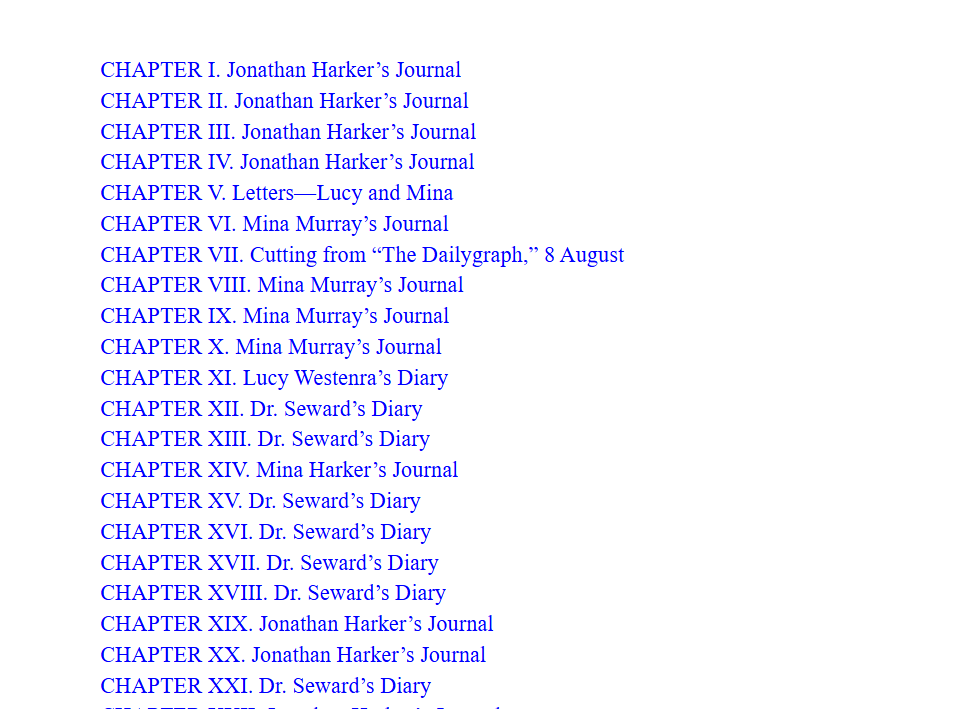 CHAPTER I. Jonathan Harker’s Journal
CHAPTER II. Jonathan Harker’s Journal
CHAPTER III. Jonathan Harker’s Journal
CHAPTER IV. Jonathan Harker’s Journal
CHAPTER V. Letters—Lucy and Mina
CHAPTER VI. Mina Murray’s Journal
CHAPTER VII. Cutting from “The Dailygraph,” 8 August
CHAPTER VIII. Mina Murray’s Journal
CHAPTER IX. Mina Murray’s Journal
CHAPTER X. Mina Murray’s Journal
CHAPTER XI. Lucy Westenra’s Diary
CHAPTER XII. Dr. Seward’s Diary
CHAPTER XIII. Dr. Seward’s Diary
CHAPTER XIV. Mina Harker’s Journal
CHAPTER XV. Dr. Seward’s Diary
CHAPTER XVI. Dr. Seward’s Diary
CHAPTER XVII. Dr. Seward’s Diary
CHAPTER XVIII. Dr. Seward’s Diary
CHAPTER XIX. Jonathan Harker’s Journal
CHAPTER XX. Jonathan Harker’s Journal
CHAPTER XXI. Dr. Seward’s Diary